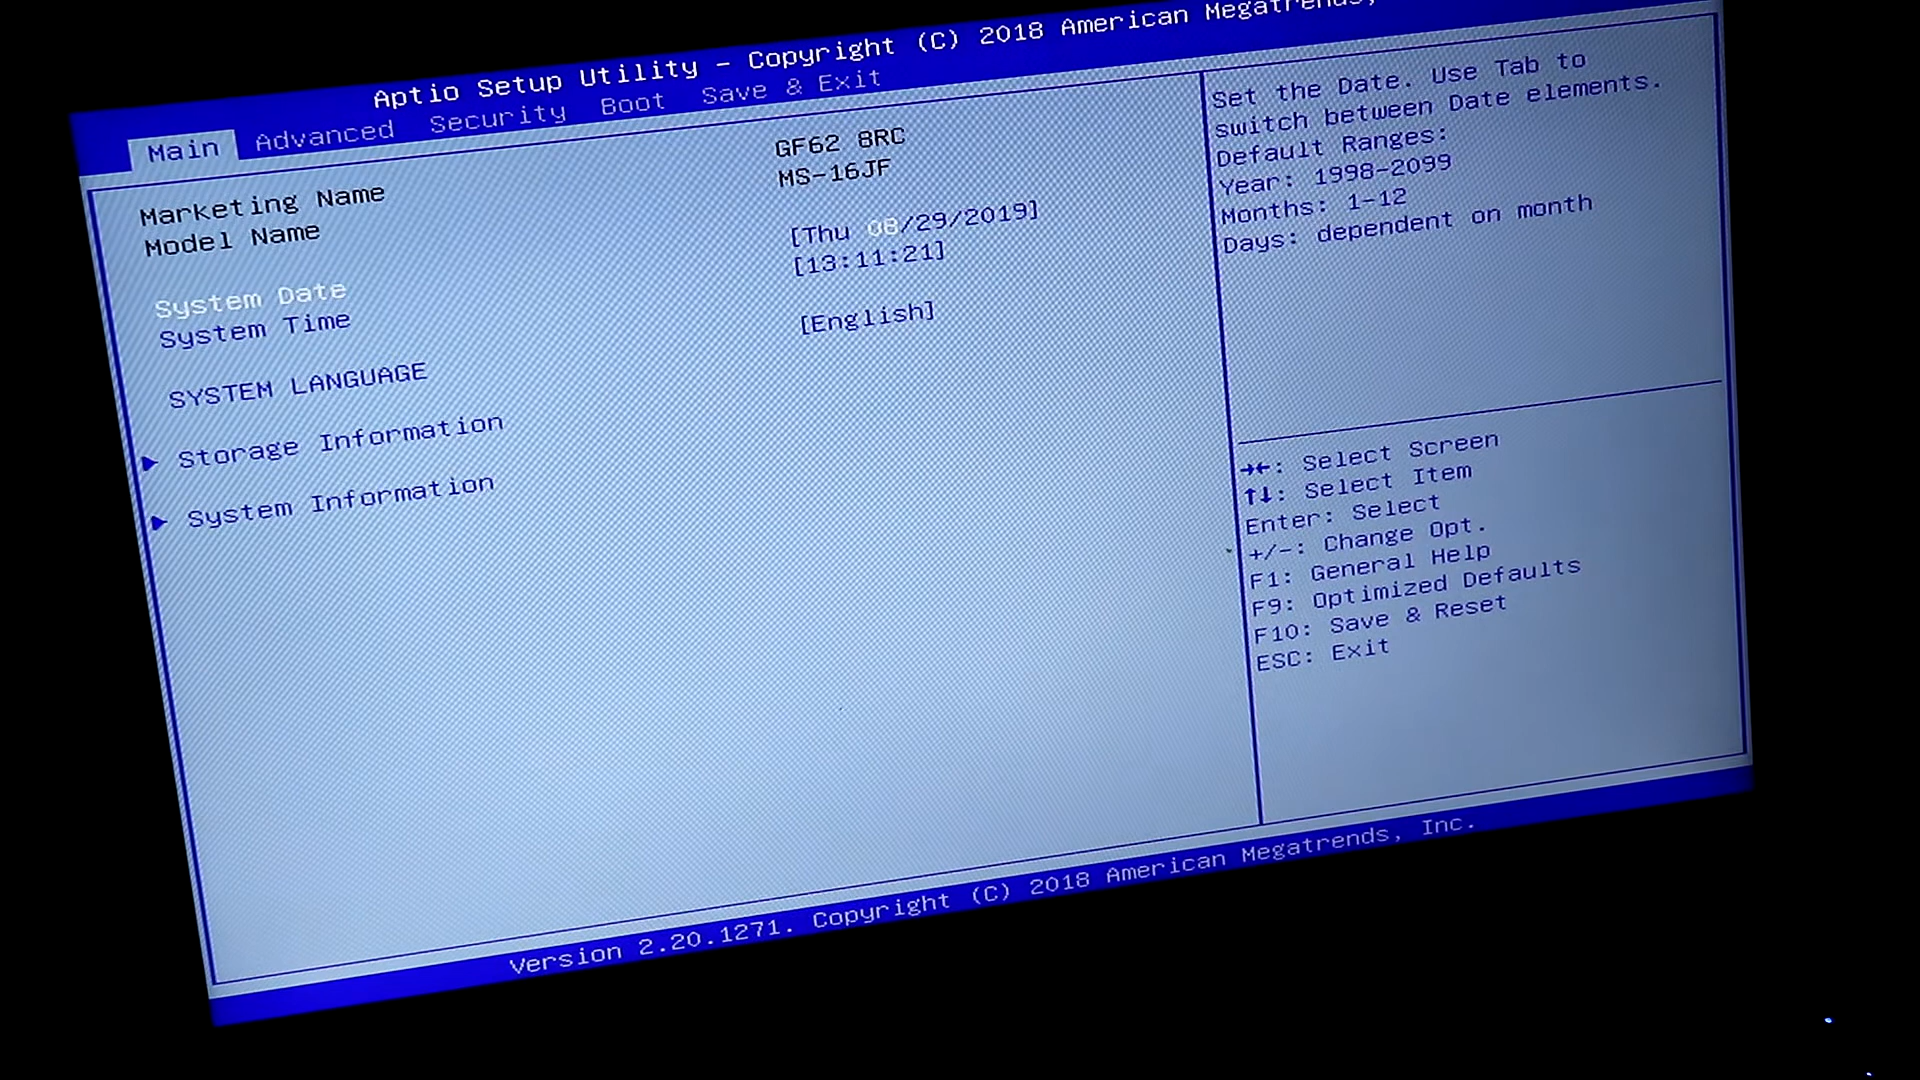 Aptio Setup Utility - Copyright (C) 2018 American Megatrends,
Main Advanced Security Boot Save & Exit
Marketing Name GF62 8RC
Model Name MS-16JF
System Date [Thu 08/29/2019]
System Time [13:11:21]
SYSTEM LANGUAGE [English]
► Storage Information
► System Information
Set the Date. Use Tab to
switch between Date elements.
Default Ranges:
Year: 1998-2099
Months: 1-12
Days: dependent on month
→←: Select Screen
↑↓: Select Item
Enter: Select
+/-: Change Opt.
F1: General Help
F9: Optimized Defaults
F10: Save & Reset
ESC: Exit
Version 2.20.1271. Copyright (C) 2018 American Megatrends, Inc.